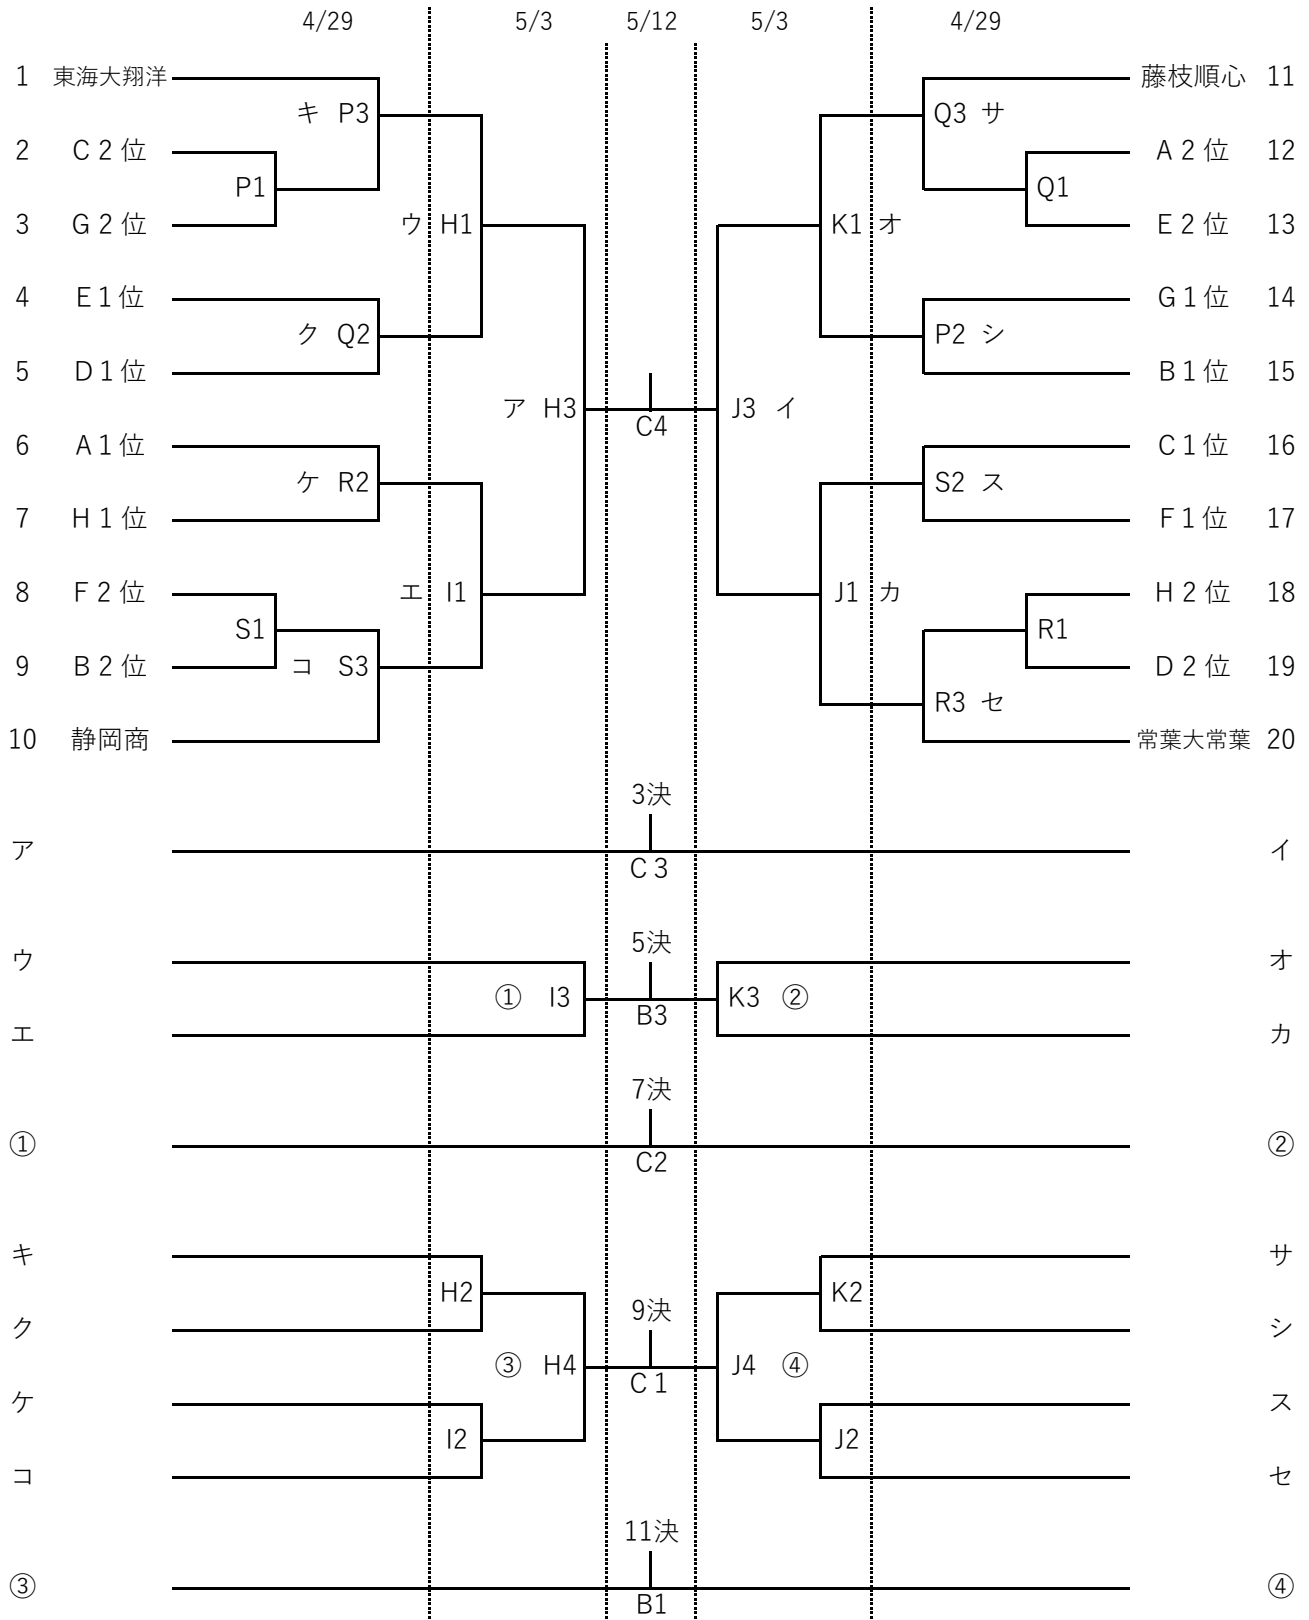 4/29 5/3 5/12 5/3 4/29
1 東海大翔洋 藤枝順心 11
キ P3 Q3 サ
2 C２位 A２位 12
P1 Q1
3 G２位 ウ H1 K1 オ E２位 13
4 E１位 G１位 14
ク Q2 P2 シ
5 D１位 B１位 15
ア H3 J3 イ
C4
6 A１位 C１位 16
ケ R2 S2 ス
7 H１位 F１位 17
8 F２位 エ I1 J1 カ H２位 18
S1 R1
9 B２位 コ S3 D２位 19
R3 セ
10 静岡商 常葉大常葉 20
3決
ア イ
C３
5決
ウ オ
① I3 K3 ②
B3
エ カ
7決
① ②
C2
キ サ
H2 K2
9決
ク シ
③ H4 J4 ④
C１
ケ ス
I2 J2
コ セ
11決
③ ④
B1